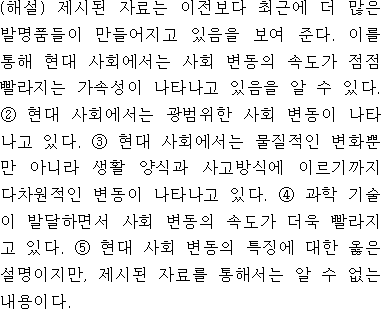 (해설) 제시된 자료는 이전보다 최근에 더 많은
발명품들이 만들어지고 있음을 보여 준다. 이를
통해 현대 사회에서는 사회 변동의 속도가 점점
빨라지는 가속성이 나타나고 있음을 알 수 있다.
② 현대 사회에서는 광범위한 사회 변동이 나타
나고 있다. ③ 현대 사회에서는 물질적인 변화뿐
만 아니라 생활 양식과 사고방식에 이르기까지
다차원적인 변동이 나타나고 있다. ④ 과학 기술
이 발달하면서 사회 변동의 속도가 더욱 빨라지
고 있다. ⑤ 현대 사회 변동의 특징에 대한 옳은
설명이지만, 제시된 자료를 통해서는 알 수 없는
내용이다.